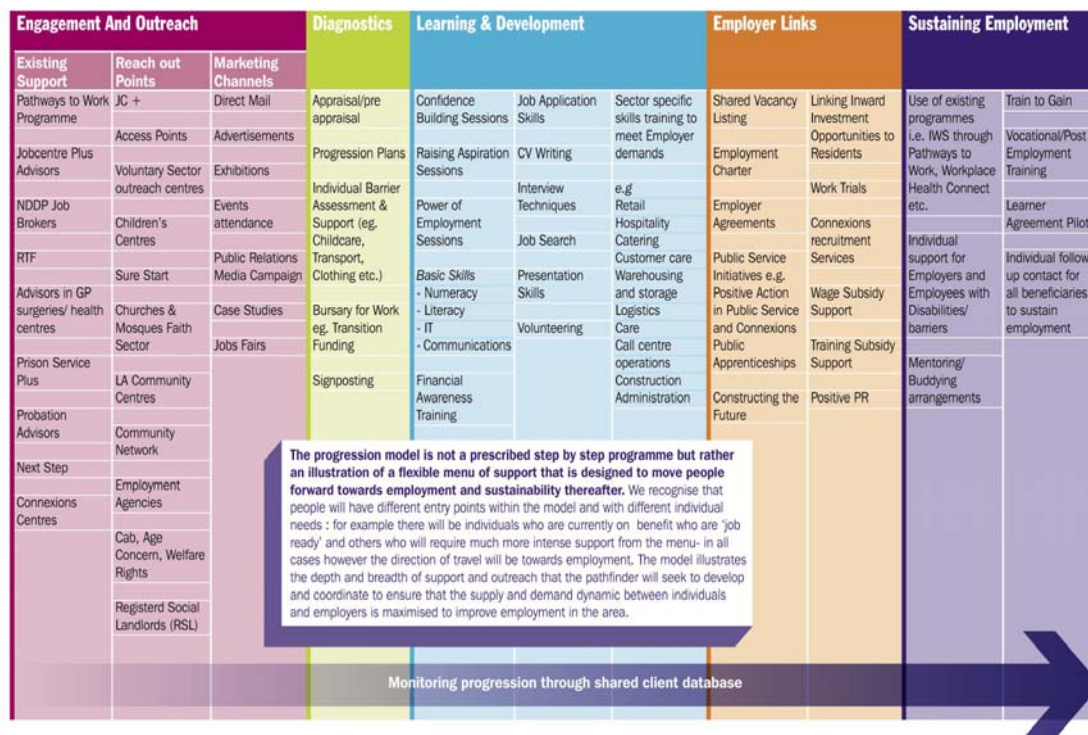 Engagement And Outreach
Existing
Support
Pathways to Work
Programme
Jobcentre Plus
Advisors
NDDP Job
Brokers
RTF
Advisors in GP
surgeries/ health
centres
Prison Service
Plus
Probation
Advisors
Next Step
Connexions
Centres
Reach out
Points
JC +
Access Points
Voluntary Sector
outreach centres
Children's
Centres
Sure Start
Churches &
Mosques Faith
Sector
LA Community
Centres
Community
Network
Employment
Agencies
Cab, Age
Concern, Welfare
Rights
Registerd Social
Landlords (RSL)
Marketing
Channels
Direct Mail
Advertisements
Exhibitions
Events
attendance
Public Relations
Media Campaign
Case Studies
Jobs Fairs
Diagnostics
Appraisal/pre
appraisal
Progression Plans
Individual Barrier
Assessment &
Support (eg.
Childcare,
Transport,
Clothing etc.)
Bursary for Work
eg. Transition
Funding
Signposting
Learning & Development
Confidence
Building Sessions
Raising Aspiration
Sessions
Power of
Employment
Sessions
Basic Skills
- Numeracy
- Literacy
- IT
- Communications
Financial
Awareness
Training
Job Application
Skills
CV Writing
Interview
Techniques
Job Search
Presentation
Skills
Volunteering
Sector specific
skills training to
meet Employer
demands
e.g
Retail
Hospitality
Catering
Customer care
Warehousing
and storage
Logistics
Care
Call centre
operations
Construction
Administration
Employer Links
Shared Vacancy
Listing
Employment
Charter
Employer
Agreements
Public Service
Initiatives e.g.
Positive Action
in Public Service
and Connexions
Public
Apprenticeships
Constructing the
Future
Linking Inward
Investment
Opportunities to
Residents
Work Trials
Connexions
recruitment
Services
Wage Subsidy
Support
Training Subsidy
Support
Positive PR
Sustaining Employment
Use of existing
programmes
i.e. IWS through
Pathways to
Work, Workplace
Health Connect
etc.
Individual
support for
Employers and
Employees with
Disabilities/
barriers
Mentoring/
Buddying
arrangements
Train to Gain
Vocational/Post
Employment
Training
Learner
Agreement Pilot
Individual follow
up contact for
all beneficiaries
to sustain
employment
The progression model is not a prescribed step by step programme but rather
an illustration of a flexible menu of support that is designed to move people
forward towards employment and sustainability thereafter. We recognise that
people will have different entry points within the model and with different individual
needs : for example there will be individuals who are currently on benefit who are 'job
ready' and others who will require much more intense support from the menu- in all
cases however the direction of travel will be towards employment. The model illustrates
the depth and breadth of support and outreach that the pathfinder will seek to develop
and coordinate to ensure that the supply and demand dynamic between individuals
and employers is maximised to improve employment in the area.
Monitoring progression through shared client database